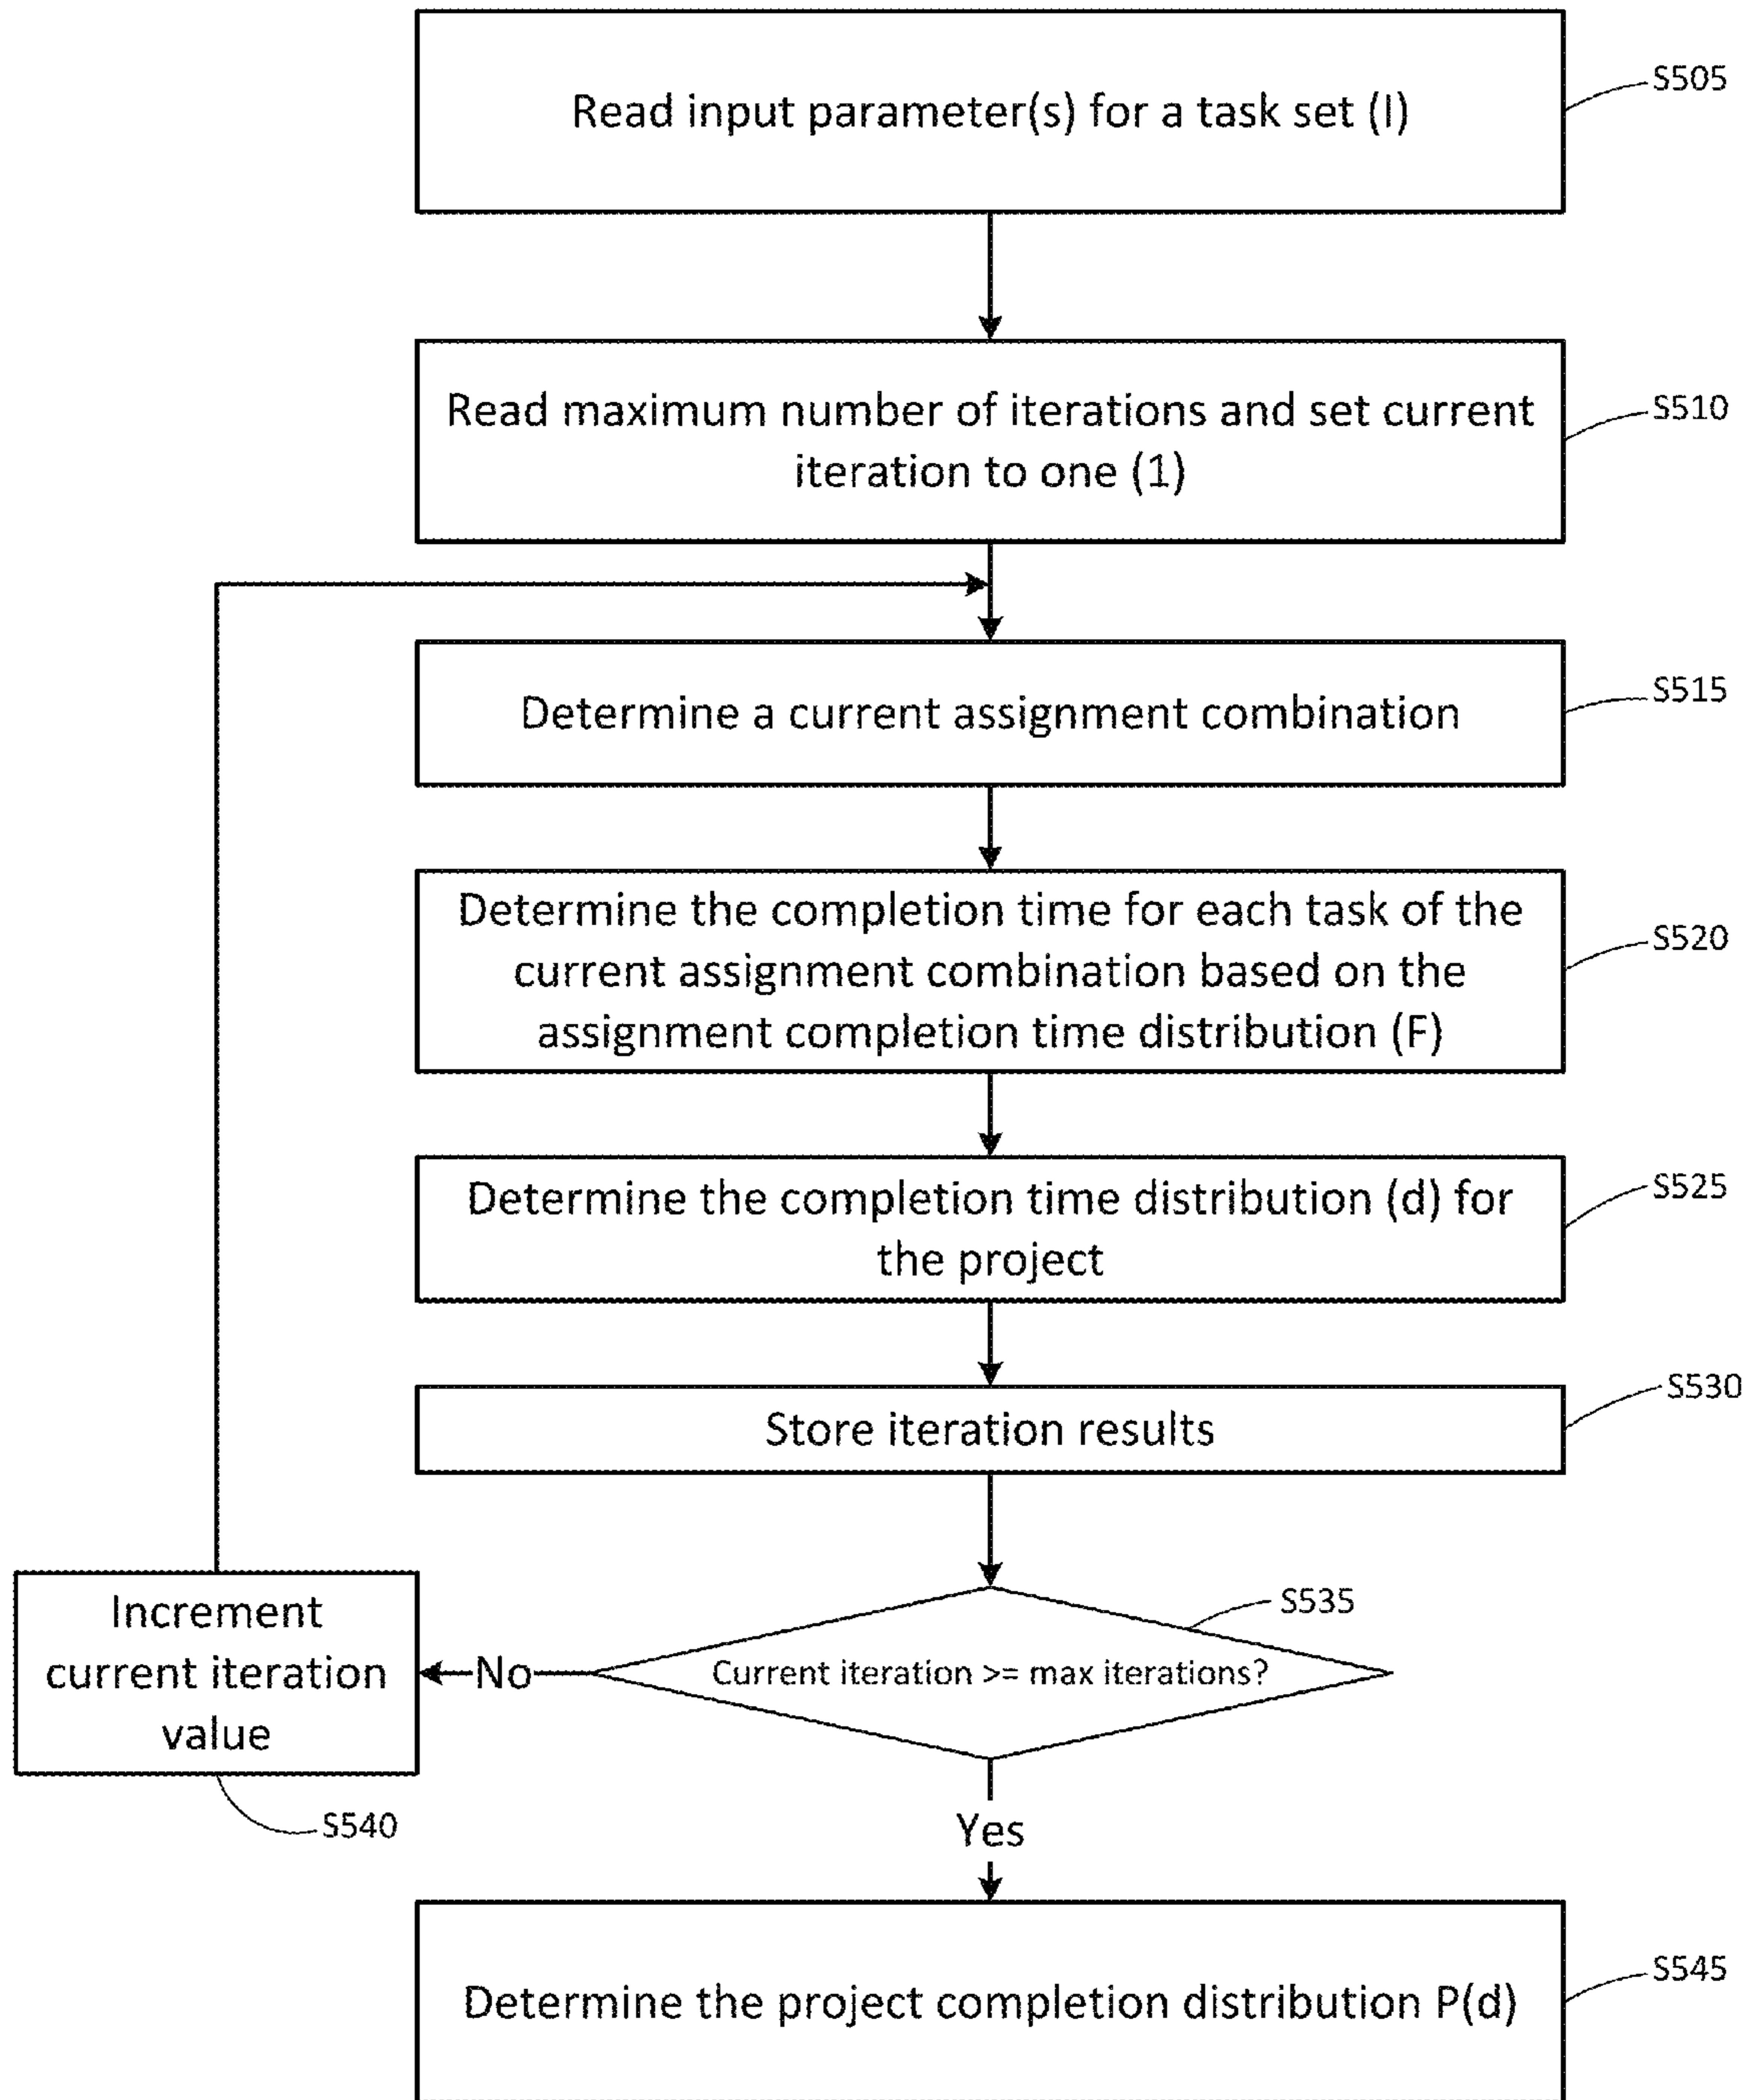 Read input parameter(s) for a task set (I)
S505
Read maximum number of iterations and set current
iteration to one (1)
S510
Determine a current assignment combination
S515
Determine the completion time for each task of the
current assignment combination based on the
assignment completion time distribution (F)
S520
Determine the completion time distribution (d) for
the project
S525
Store iteration results
S530
Current iteration >= max iterations?
S535
No
Increment
current iteration
value
S540
Yes
Determine the project completion distribution P(d)
S545